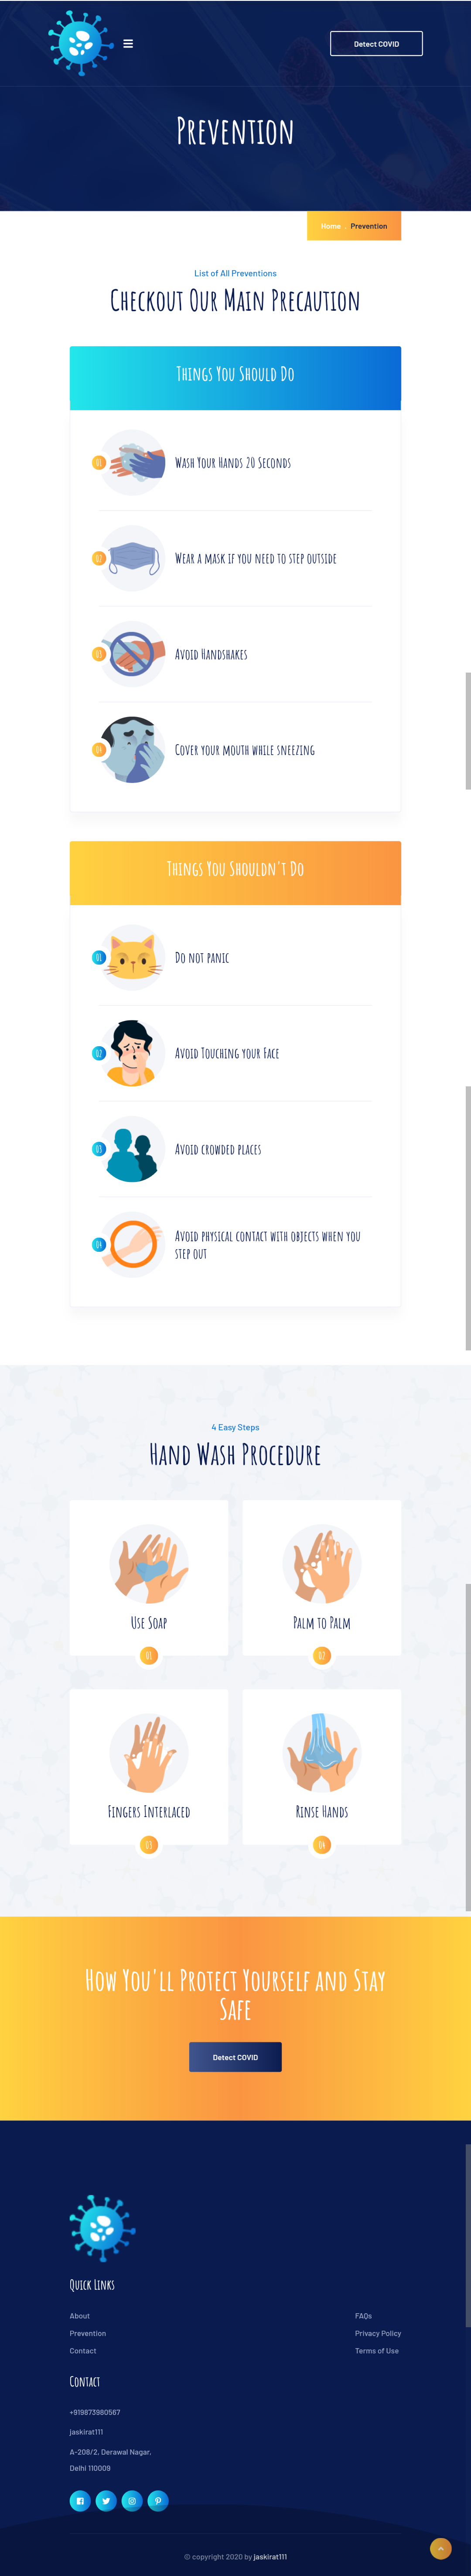 Detect COVID
Prevention
Home . Prevention
List of All Preventions
Checkout Our Main Precaution
Things You Should Do
01
Wash Your Hands 20 Seconds
02
Wear a mask if you need to step outside
03
Avoid Handshakes
04
Cover your mouth while sneezing
Things You Shouldn't Do
01
Do not panic
02
Avoid Touching your Face
03
Avoid crowded places
04
Avoid physical contact with objects when you
step out
4 Easy Steps
Hand Wash Procedure
Use Soap
01
Palm to Palm
02
Fingers Interlaced
03
Rinse Hands
04
How You'll Protect Yourself and Stay
Safe
Detect COVID
Quick Links
About
Prevention
Contact
FAQs
Privacy Policy
Terms of Use
Contact
+919873980567
jaskirat111
A-208/2, Derawal Nagar,
Delhi 110009
© copyright 2020 by jaskirat111